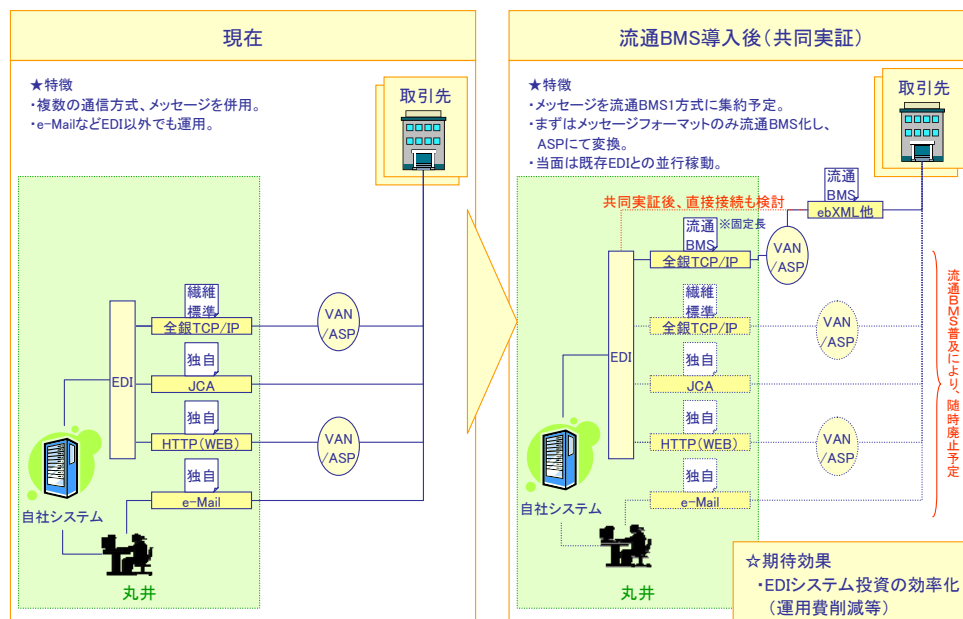 現在
★特徴
・複数の通信方式、メッセージを併用。
・e-MailなどEDI以外でも運用。
取引先
繊維
標準
全銀TCP/IP
VAN
/ASP
独自
EDI
JCA
独自
HTTP(WEB)
VAN
/ASP
独自
e-Mail
自社システム
丸井
流通BMS導入後(共同実証)
★特徴
・メッセージを流通BMS1方式に集約予定。
・まずはメッセージフォーマットのみ流通BMS化し、
ASPにて変換。
・当面は既存EDIとの並行稼動。
取引先
流通
BMS
ebXML他
共同実証後、直接接続も検討
流通
BMS
※固定長
全銀TCP/IP
VAN
/ASP
繊維
標準
全銀TCP/IP
VAN
/ASP
独自
EDI
JCA
独自
HTTP(WEB)
VAN
/ASP
独自
e-Mail
自社システム
丸井
流通BMS普及により、随時廃止予定
☆期待効果
・EDIシステム投資の効率化
(運用費削減等)